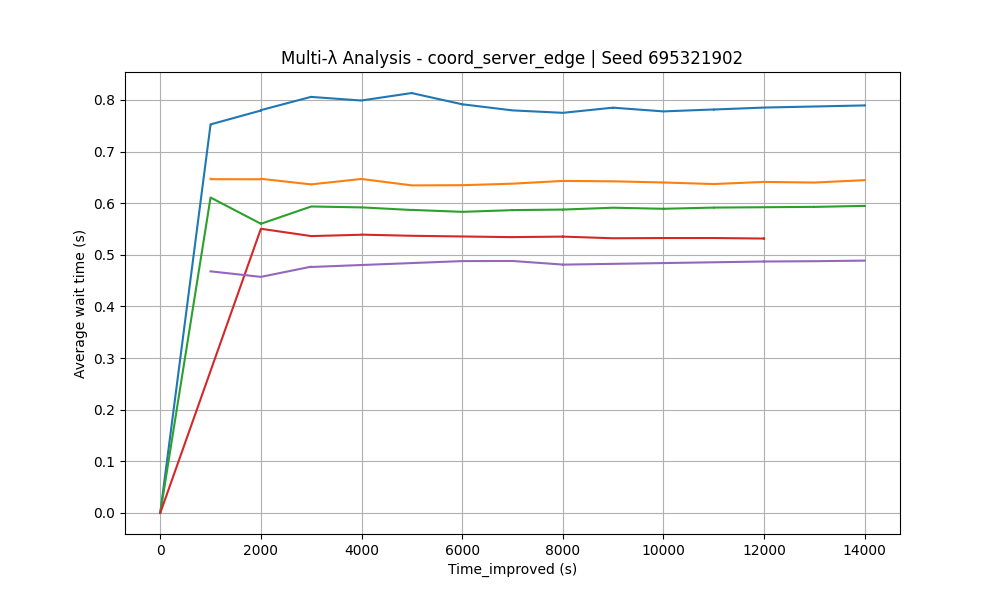 Multi-λ Analysis - coord_server_edge | Seed 695321902
Average wait time (s)
0.8
0.7
0.6
0.5
0.4
0.3
0.2
0.1
0.0
0 2000 4000 6000 8000 10000 12000 14000
Time_improved (s)